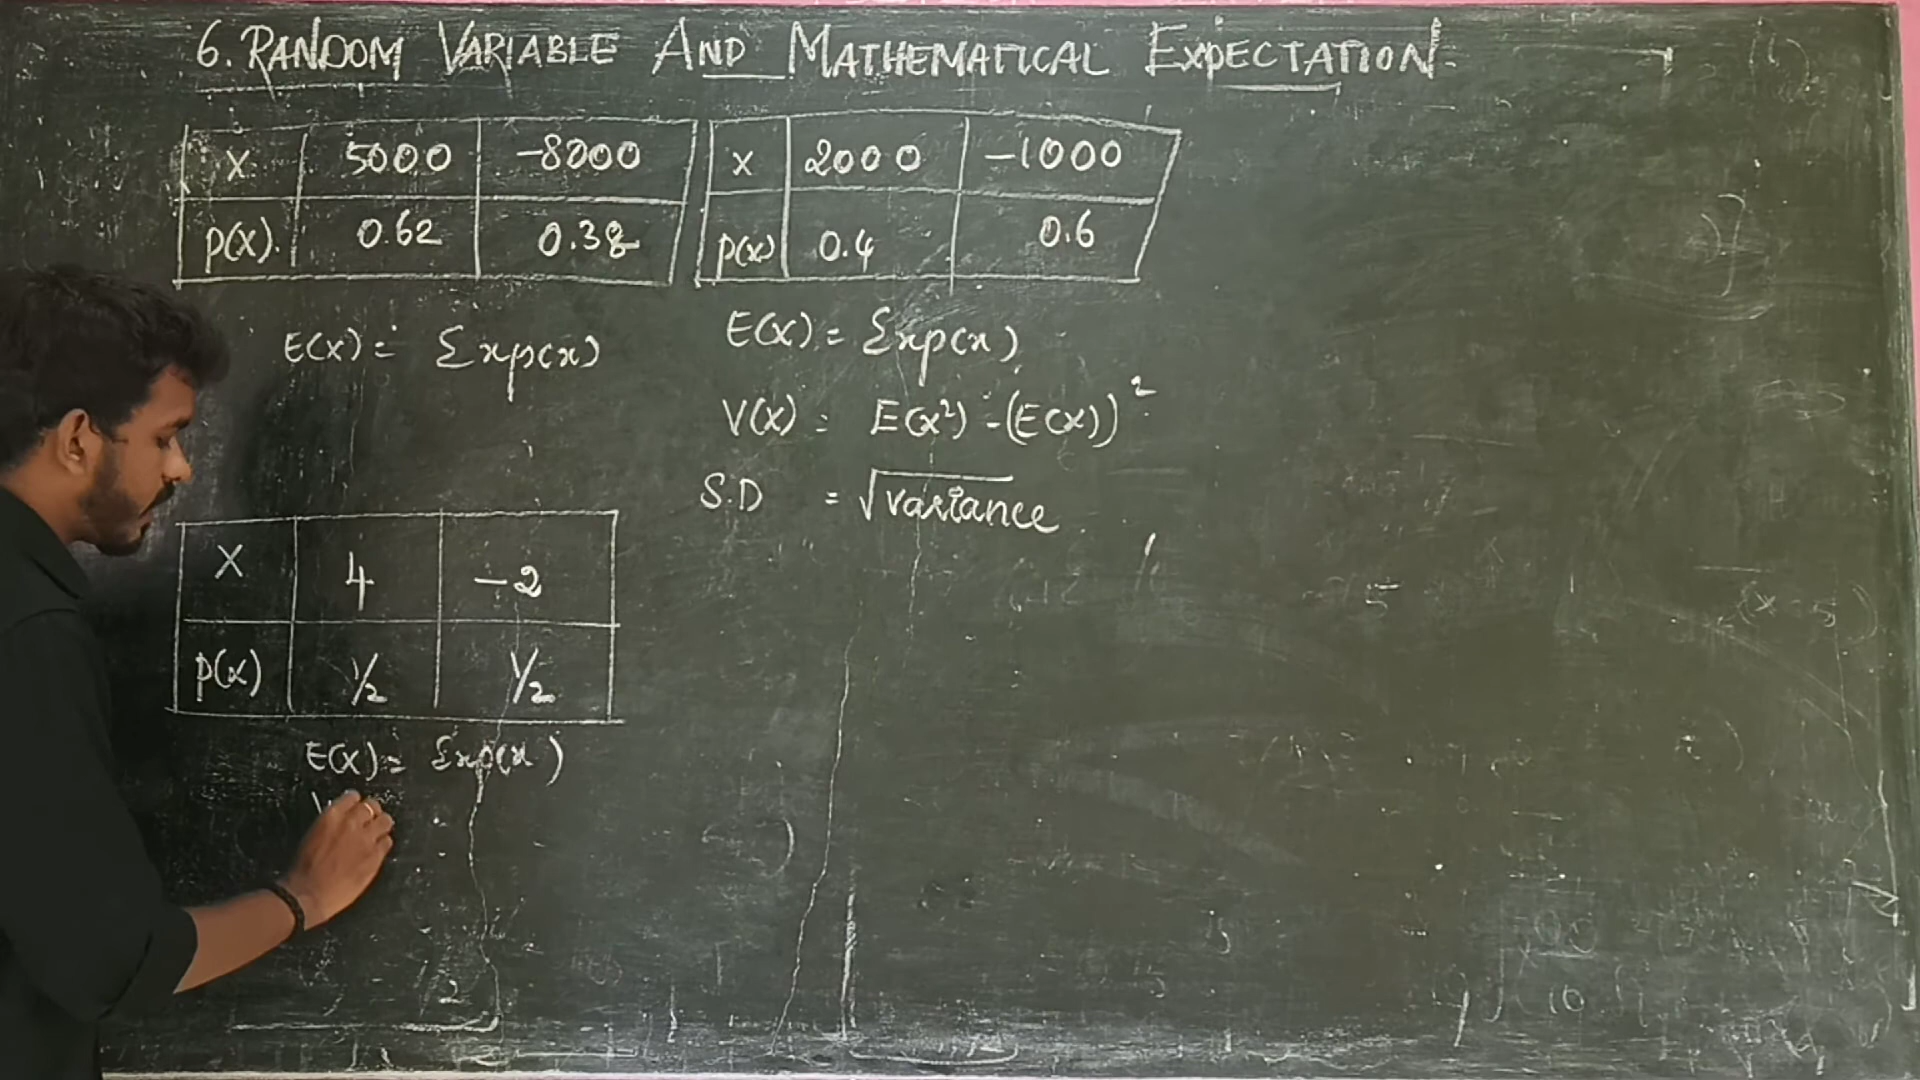 6. RANDOM VARIABLE AND MATHEMATICAL EXPECTATION.
X 5000 -8000
P(X). 0.62 0.38
X 2000 -1000
P(X) 0.4 0.6
E(X) = Σxp(x)
E(X) = Σxp(x)
V(X) = E(X²) - (E(X))²
S.D = √variance
X 4 -2
P(X) 1/2 1/2
E(X) = Σxp(x)